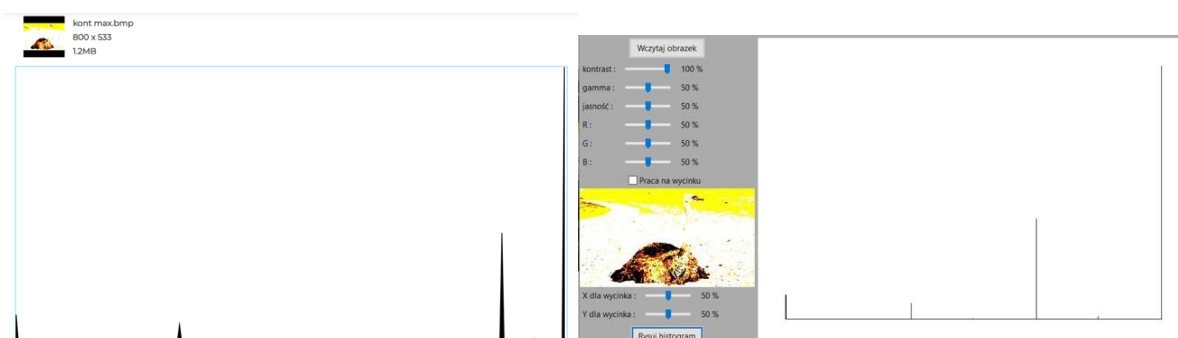 kont max.bmp
800 x 533
1.2MB
Wczytaj obrazek
kontrast : 100 %
gamma : 50 %
jasność : 50 %
R : 50 %
G : 50 %
B : 50 %
Praca na wycinku
X dla wycinka : 50 %
Y dla wycinka : 50 %
Rysuj histogram